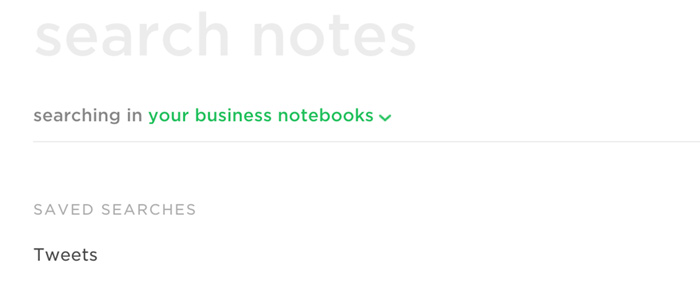 search notes
searching in your business notebooks
SAVED SEARCHES
Tweets